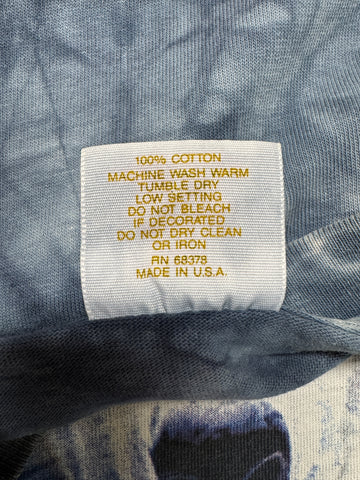 100% COTTON
MACHINE WASH WARM
TUMBLE DRY
LOW SETTING
DO NOT BLEACH
IF DECORATED
DO NOT DRY CLEAN
OR IRON
RN 68378
MADE IN U.S.A.